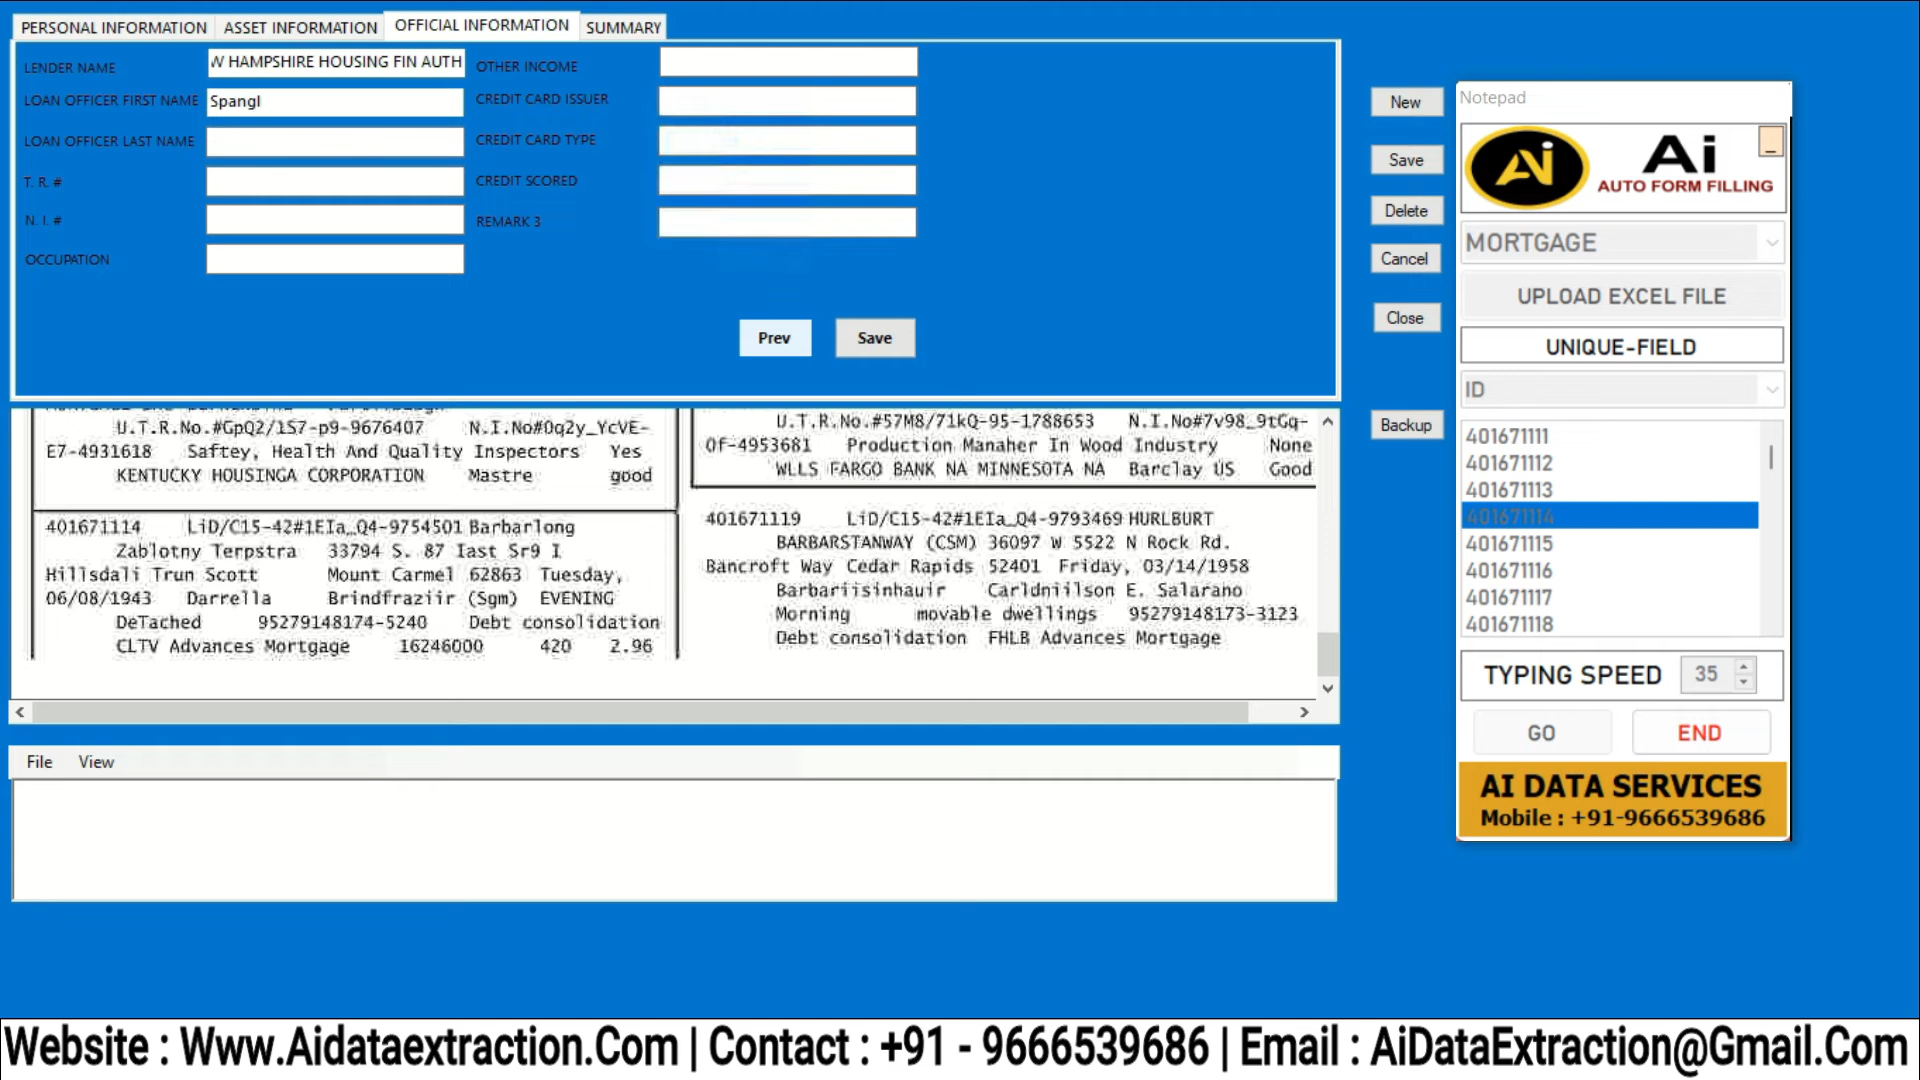 PERSONAL INFORMATION ASSET INFORMATION OFFICIAL INFORMATION SUMMARY
LENDER NAME W HAMPSHIRE HOUSING FIN AUTH OTHER INCOME
LOAN OFFICER FIRST NAME Spangl CREDIT CARD ISSUER
LOAN OFFICER LAST NAME CREDIT CARD TYPE
T. R. # CREDIT SCORED
N. I. # REMARK 3
OCCUPATION
Prev Save
New
Save
Delete
Cancel
Close
Backup
U.T.R.No.#GpQ2/1S7-p9-9676407 N.I.No#0q2y_YcVE-
E7-4931618 Saftey, Health And Quality Inspectors Yes
KENTUCKY HOUSINGA CORPORATION Mastre good
401671114 LiD/C15-42#1EIa_Q4-9754501 Barbarlong
Zablotny Terpstra 33794 S. 87 Iast Sr9 I
Hillsdali Trun Scott Mount Carmel 62863 Tuesday,
06/08/1943 Darrella Brindfraziir (Sgm) EVENING
DeTached 95279148174-5240 Debt consolidation
CLTV Advances Mortgage 16246000 420 2.96
U.T.R.No.#57M8/71kQ-95-1788653 N.I.No#7v98_9tGq-
0f-4953681 Production Manaher In Wood Industry None
WLLS FARGO BANK NA MINNESOTA NA Barclay US Good
401671119 LiD/C15-42#1EIa_Q4-9793469 HURLBURT
BARBARSTANWAY (CSM) 36097 W 5522 N Rock Rd.
Bancroft Way Cedar Rapids 52401 Friday, 03/14/1958
Barbariisinhauir Carldniilson E. Salarano
Morning movable dwellings 95279148173-3123
Debt consolidation FHLB Advances Mortgage
File View
Notepad
Ai Ai
AUTO FORM FILLING
MORTGAGE
UPLOAD EXCEL FILE
UNIQUE-FIELD
ID
401671111
401671112
401671113
401671114
401671115
401671116
401671117
401671118
TYPING SPEED 35
GO END
AI DATA SERVICES
Mobile : +91-9666539686
Website : Www.Aidataextraction.Com | Contact : +91 - 9666539686 | Email : AiDataExtraction@Gmail.Com